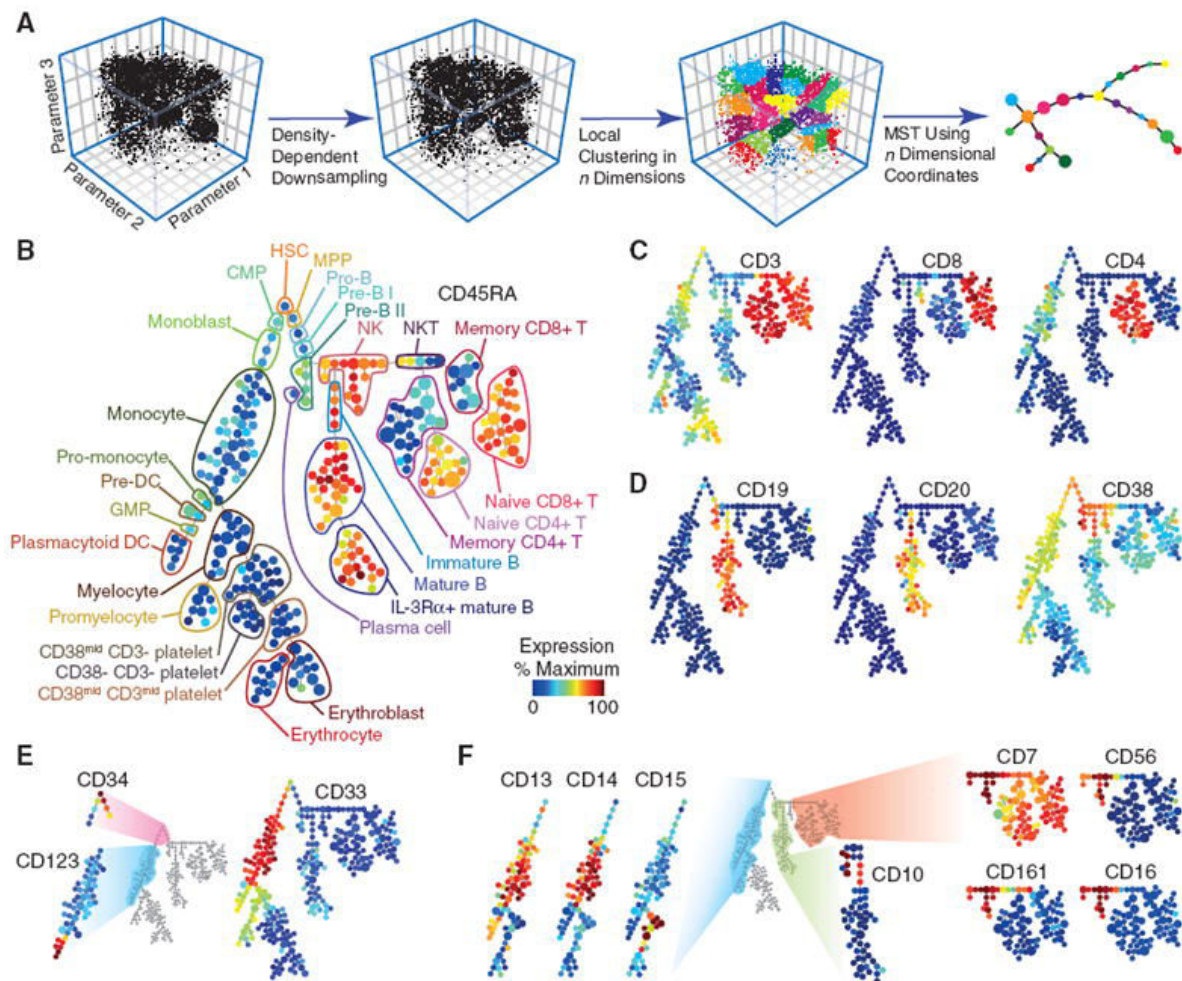 A
Parameter 3
Parameter 2
Parameter 1
Density-
Dependent
Downsampling
Local
Clustering in
n Dimensions
MST Using
n Dimensional
Coordinates
B
HSC
CMP
MPP
Pro-B
Pre-B I
Pre-B II
Monoblast
CD45RA
NK
NKT
Memory CD8+ T
Monocyte
Pro-monocyte
Pre-DC
GMP
Plasmacytoid DC
Myelocyte
Promyelocyte
CD38mid CD3- platelet
CD38- CD3- platelet
CD38mid CD3mid platelet
Naive CD8+ T
Naive CD4+ T
Memory CD4+ T
Immature B
Mature B
IL-3Rα+ mature B
Plasma cell
Erythroblast
Erythrocyte
Expression
% Maximum
0 100
C
CD3
CD8
CD4
D
CD19
CD20
CD38
E
CD34
CD33
CD123
F
CD13
CD14
CD15
CD10
CD7
CD56
CD161
CD16